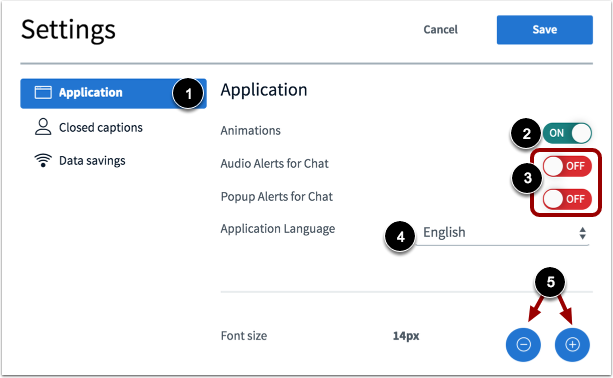 Settings
Cancel
Save
Application
1
Application
Closed captions
Animations
2
ON
Data savings
Audio Alerts for Chat
3
OFF
Popup Alerts for Chat
OFF
Application Language
4
English
5
Font size
14px